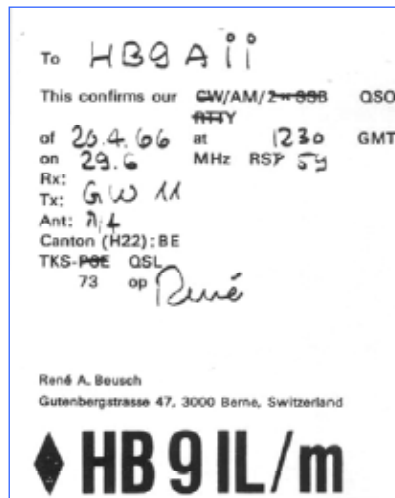 To HB9Aii
This confirms our CW/AM/2×SSB QSO
RTTY
of 20.4.66 at 1230 GMT
on 29.6 MHz RST 59
Rx:
Tx: GW 11
Ant:
Canton (H22): BE
TKS-PSE QSL
73 op René
René A. Beusch
Gutenbergstrasse 47, 3000 Berne, Switzerland
HB9IL/m